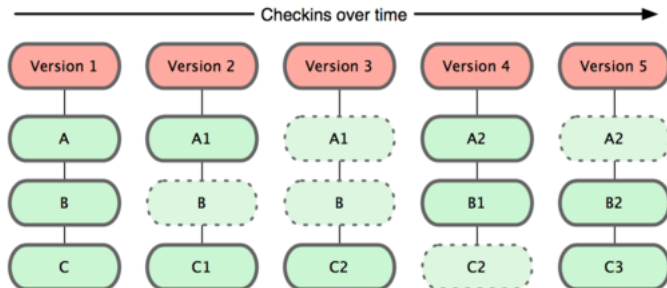 Checkins over time
Version 1 Version 2 Version 3 Version 4 Version 5
A A1 A1 A2 A2
B B B B1 B2
C C1 C2 C2 C3